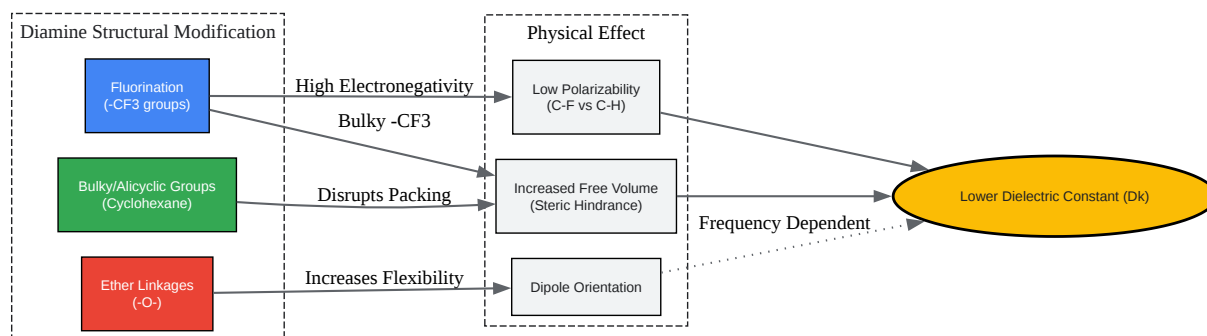 Diamine Structural Modification
Physical Effect
Fluorination
(-CF3 groups)
High Electronegativity
Low Polarizability
(C-F vs C-H)
Bulky -CF3
Bulky/Alicyclic Groups
(Cyclohexane)
Disrupts Packing
Increased Free Volume
(Steric Hindrance)
Lower Dielectric Constant (Dk)
Frequency Dependent
Ether Linkages
(-O-)
Increases Flexibility
Dipole Orientation